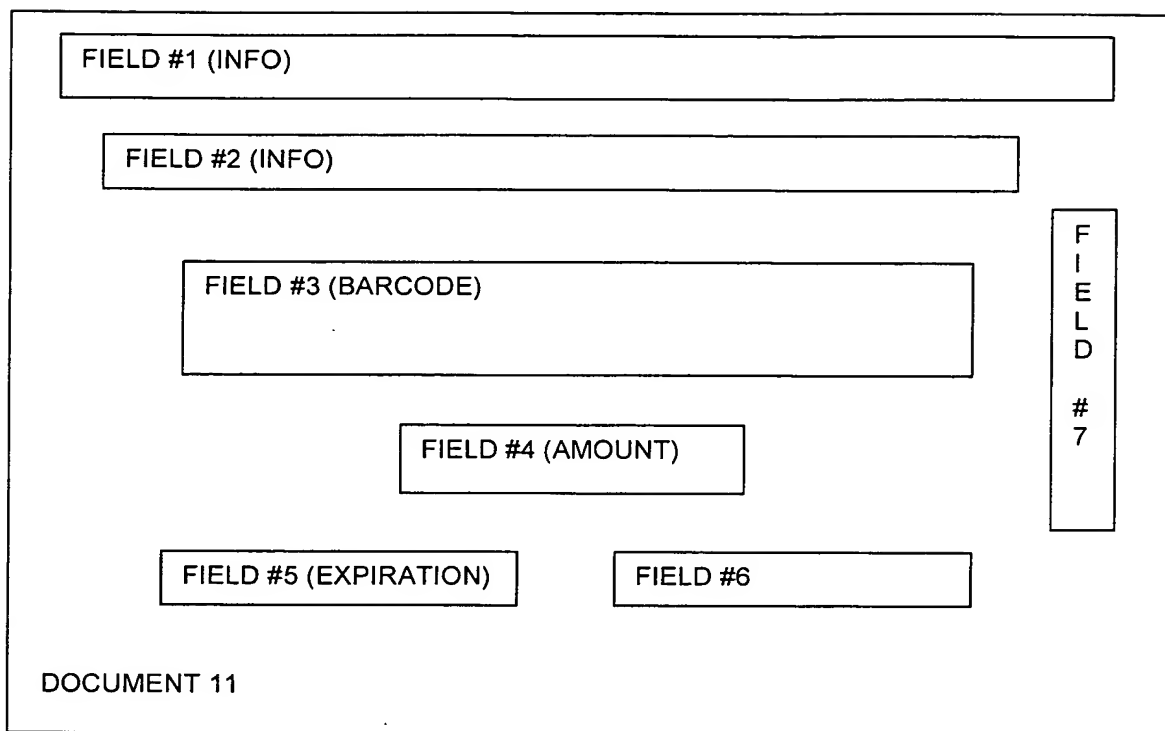 FIELD #1 (INFO)
FIELD #2 (INFO)
FIELD #3 (BARCODE)
FIELD #4 (AMOUNT)
FIELD #5 (EXPIRATION)
FIELD #6
FIELD #7
DOCUMENT 11